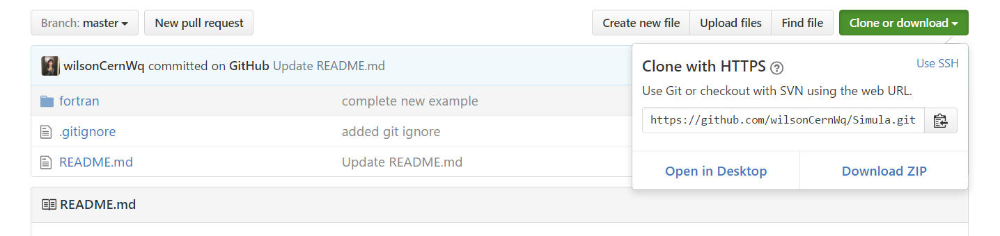 Branch: master New pull request Create new file Upload files Find file Clone or download
wilsonCernWq committed on GitHub Update README.md
Clone with HTTPS Use SSH
Use Git or checkout with SVN using the web URL.
https://github.com/wilsonCernWq/Simula.git
Open in Desktop Download ZIP
fortran complete new example
.gitignore added git ignore
README.md Update README.md
README.md